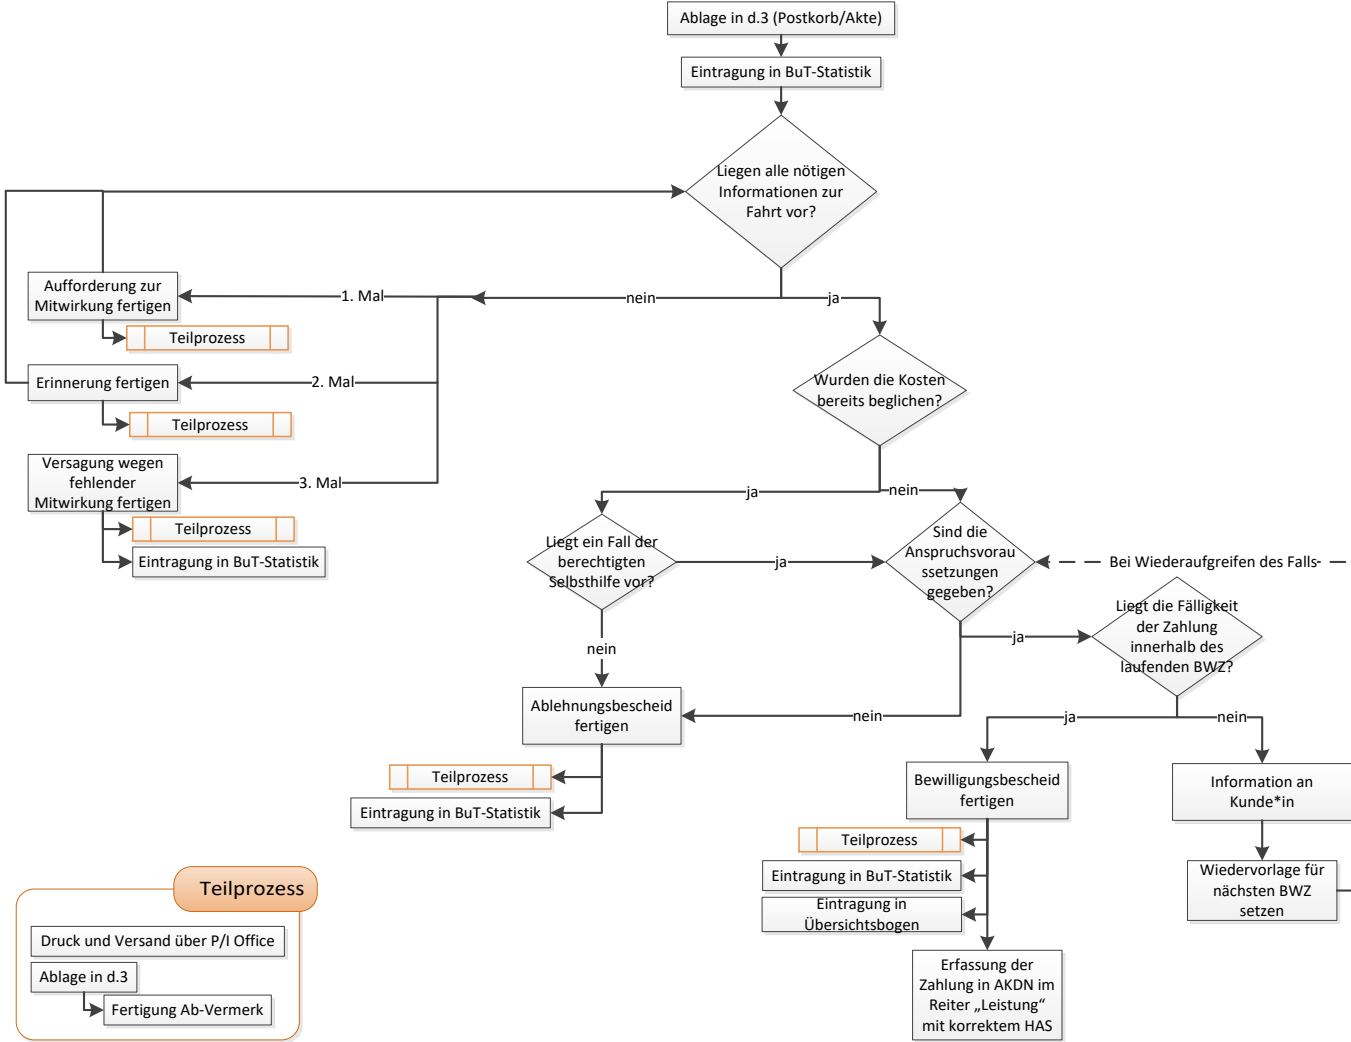 Ablage in d.3 (Postkorb/Akte)
Eintragung in BuT-Statistik
Liegen alle nötigen
Informationen zur
Fahrt vor?
nein
ja
1. Mal
Aufforderung zur
Mitwirkung fertigen
Teilprozess
2. Mal
Erinnerung fertigen
Teilprozess
3. Mal
Versagung wegen
fehlender
Mitwirkung fertigen
Teilprozess
Eintragung in BuT-Statistik
Wurden die Kosten
bereits beglichen?
ja
nein
Liegt ein Fall der
berechtigten
Selbsthilfe vor?
ja
nein
Sind die
Anspruchsvorau
ssetzungen
gegeben?
Bei Wiederaufgreifen des Falls
ja
nein
Liegt die Fälligkeit
der Zahlung
innerhalb des
laufenden BWZ?
ja
nein
Ablehnungsbescheid
fertigen
Teilprozess
Eintragung in BuT-Statistik
Bewilligungsbescheid
fertigen
Teilprozess
Eintragung in BuT-Statistik
Eintragung in
Übersichtsbogen
Erfassung der
Zahlung in AKDN im
Reiter „Leistung“
mit korrektem HAS
Information an
Kunde*in
Wiedervorlage für
nächsten BWZ
setzen
Teilprozess
Druck und Versand über P/I Office
Ablage in d.3
Fertigung Ab-Vermerk